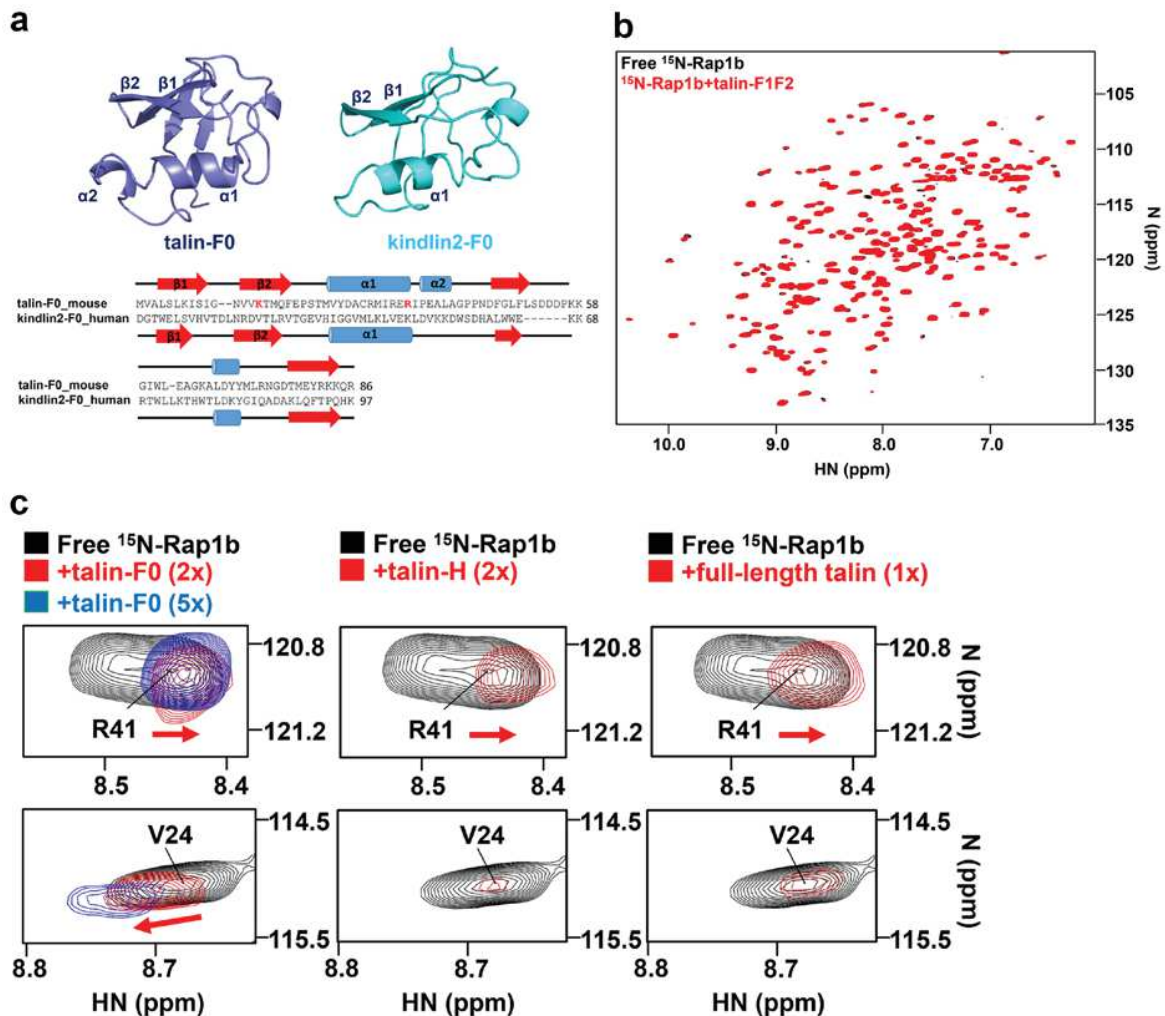 a
β2
β1
α2
α1
talin-F0
β2
β1
α1
kindlin2-F0
β1 β2 α1 α2
talin-F0_mouse MVALSLKISIG--NVVKTMQFEPSTMVYDACRMIRERIPEALAGPPNDFGLFLSDDDPKK 58
kindlin2-F0_human DGTWELSVHVTDLNRDVTLRVTGEVHIGGVMLKLVEKLDVKKDWSDHALWWE------KK 68
β1 β2 α1
talin-F0_mouse GIWL-EAGKALDYYMLRNGDTMEYRKKQR 86
kindlin2-F0_human RTWLLKTHWTLDKYGIQADAKLQFTPQHK 97
b
Free ¹⁵N-Rap1b
¹⁵N-Rap1b+talin-F1F2
105
110
115
120
125
130
135
N (ppm)
10.0 9.0 8.0 7.0
HN (ppm)
c
Free ¹⁵N-Rap1b
+talin-F0 (2x)
+talin-F0 (5x)
Free ¹⁵N-Rap1b
+talin-H (2x)
Free ¹⁵N-Rap1b
+full-length talin (1x)
R41
R41
R41
120.8
121.2
120.8
121.2
120.8
121.2
N (ppm)
8.5 8.4
8.5 8.4
8.5 8.4
V24
V24
V24
114.5
115.5
114.5
115.5
114.5
115.5
N (ppm)
8.8 8.7
8.8 8.7
8.8 8.7
HN (ppm)
HN (ppm)
HN (ppm)